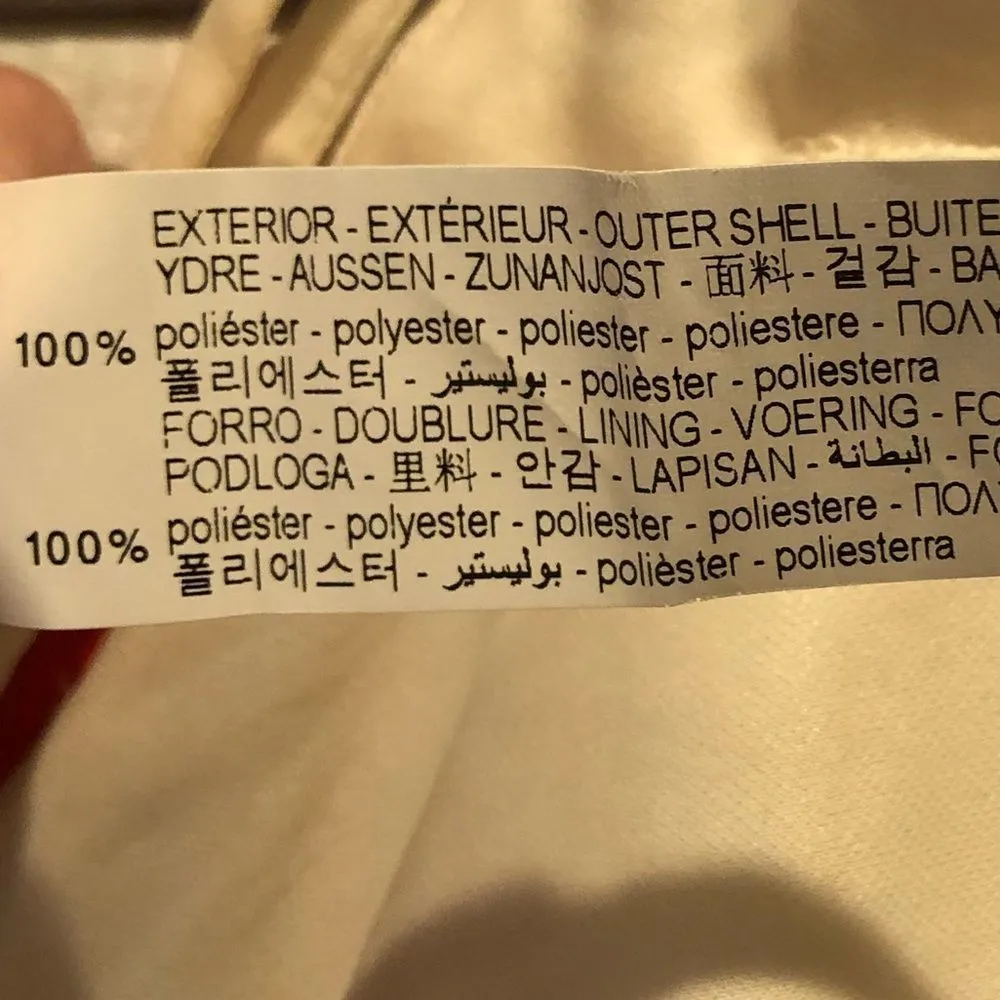 EXTERIOR - EXTÉRIEUR - OUTER SHELL - BUITE
YDRE - AUSSEN - ZUNANJOST - 面料 - 겉감 - BA
100% poliéster - polyester - poliester - poliestere - ΠΟΛΥ
폴리에스터 - بوليستير - polièster - poliesterra
FORRO - DOUBLURE - LINING - VOERING - FO
PODLOGA - 里料 - 안감 - LAPISAN - البطانة - FO
100% poliéster - polyester - poliester - poliestere - ΠΟΛ
폴리에스터 - بوليستير - polièster - poliesterra